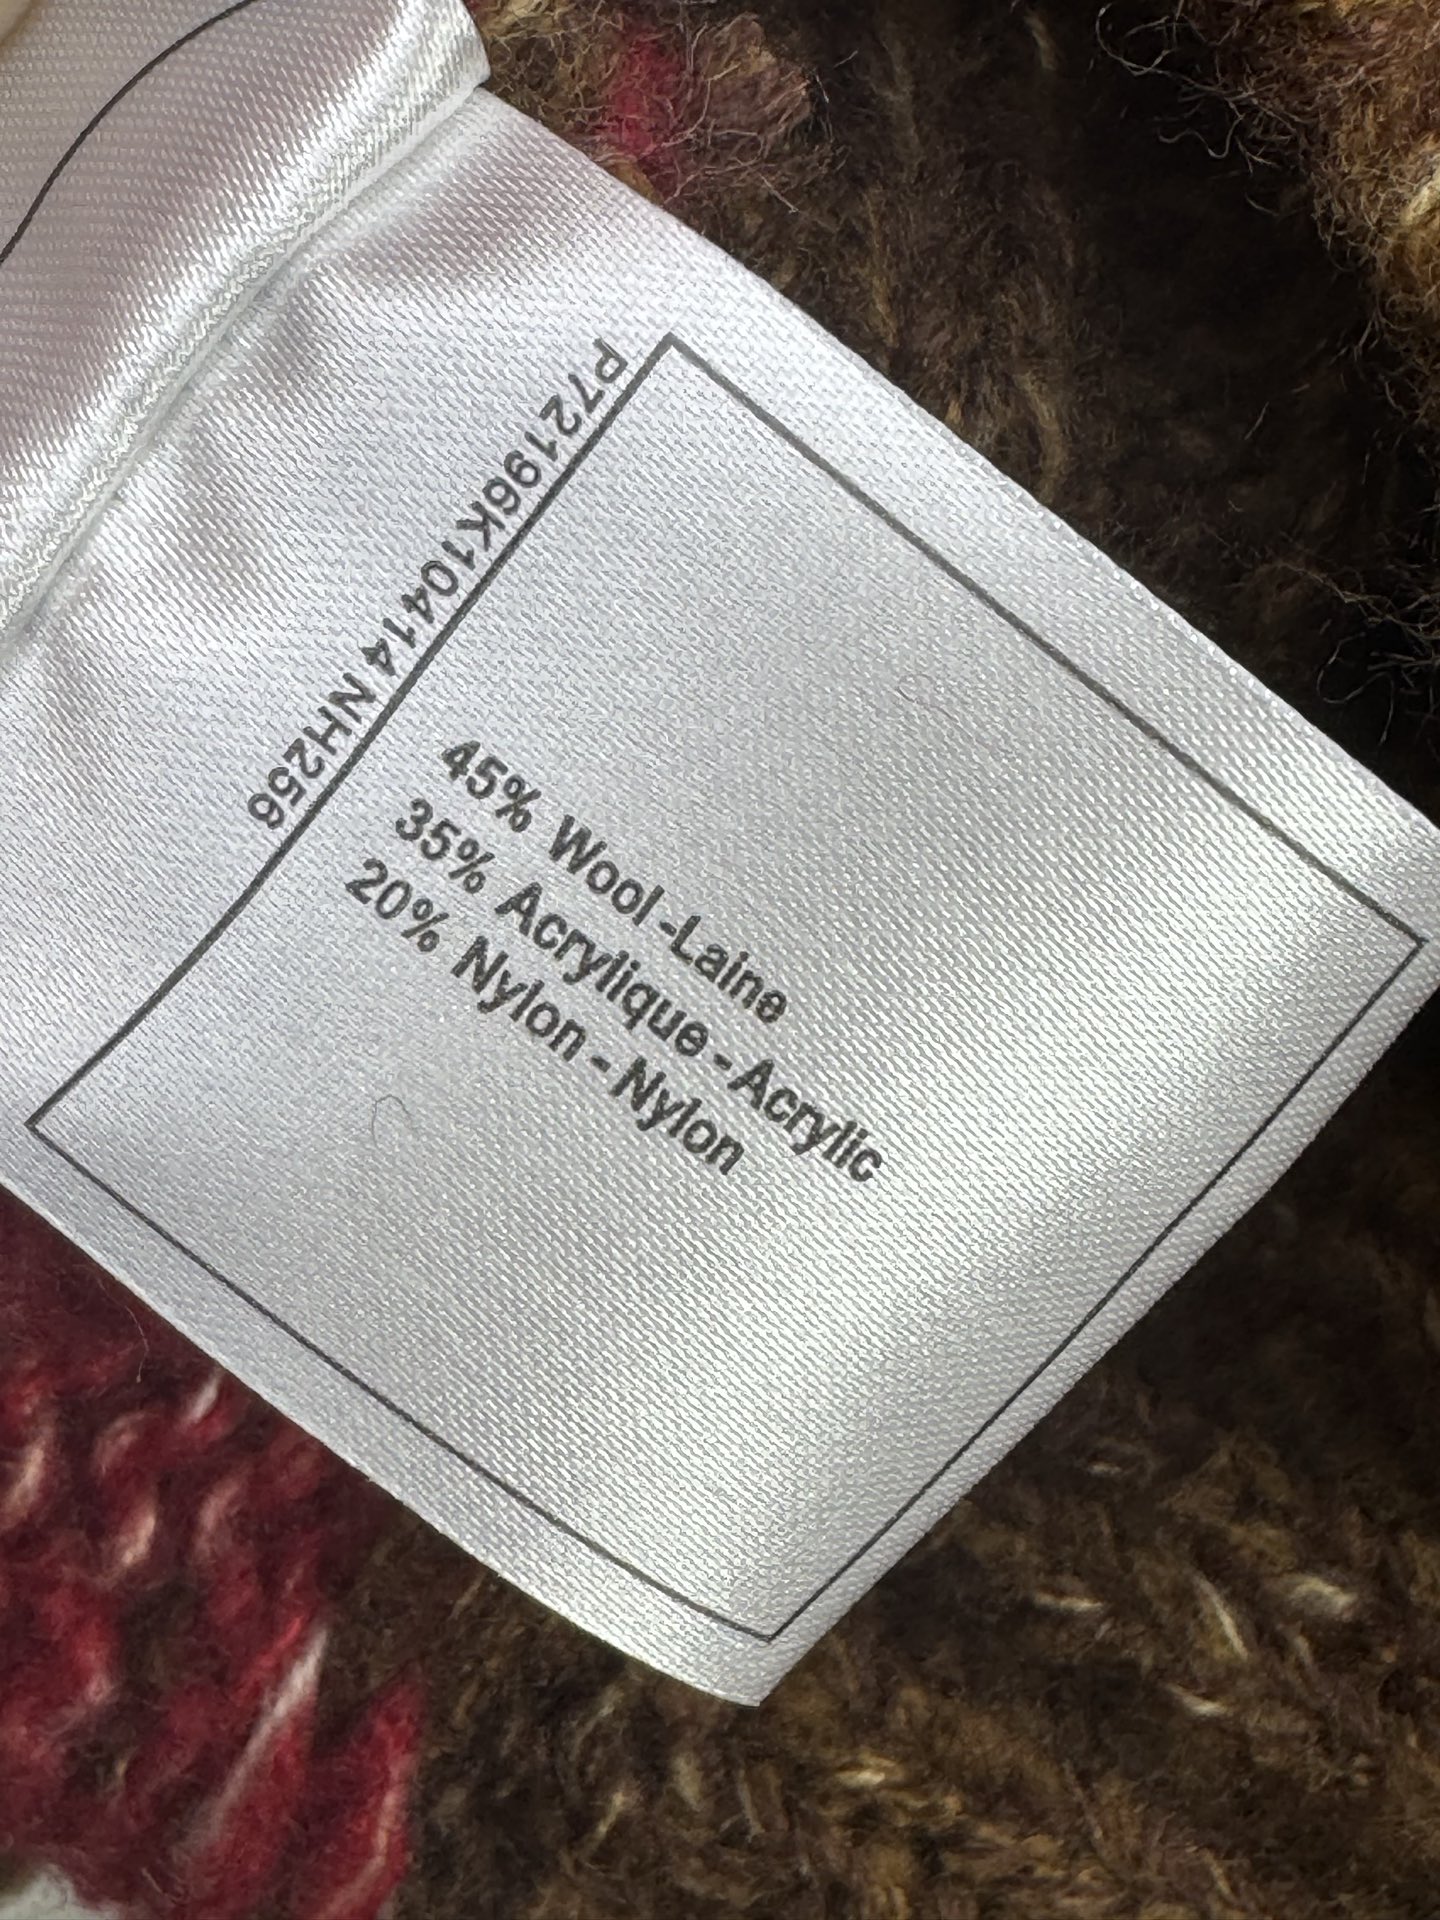 P72196K10414 NH256
45% Wool -Laine
35% Acrylique - Acrylic
20% Nylon - Nylon